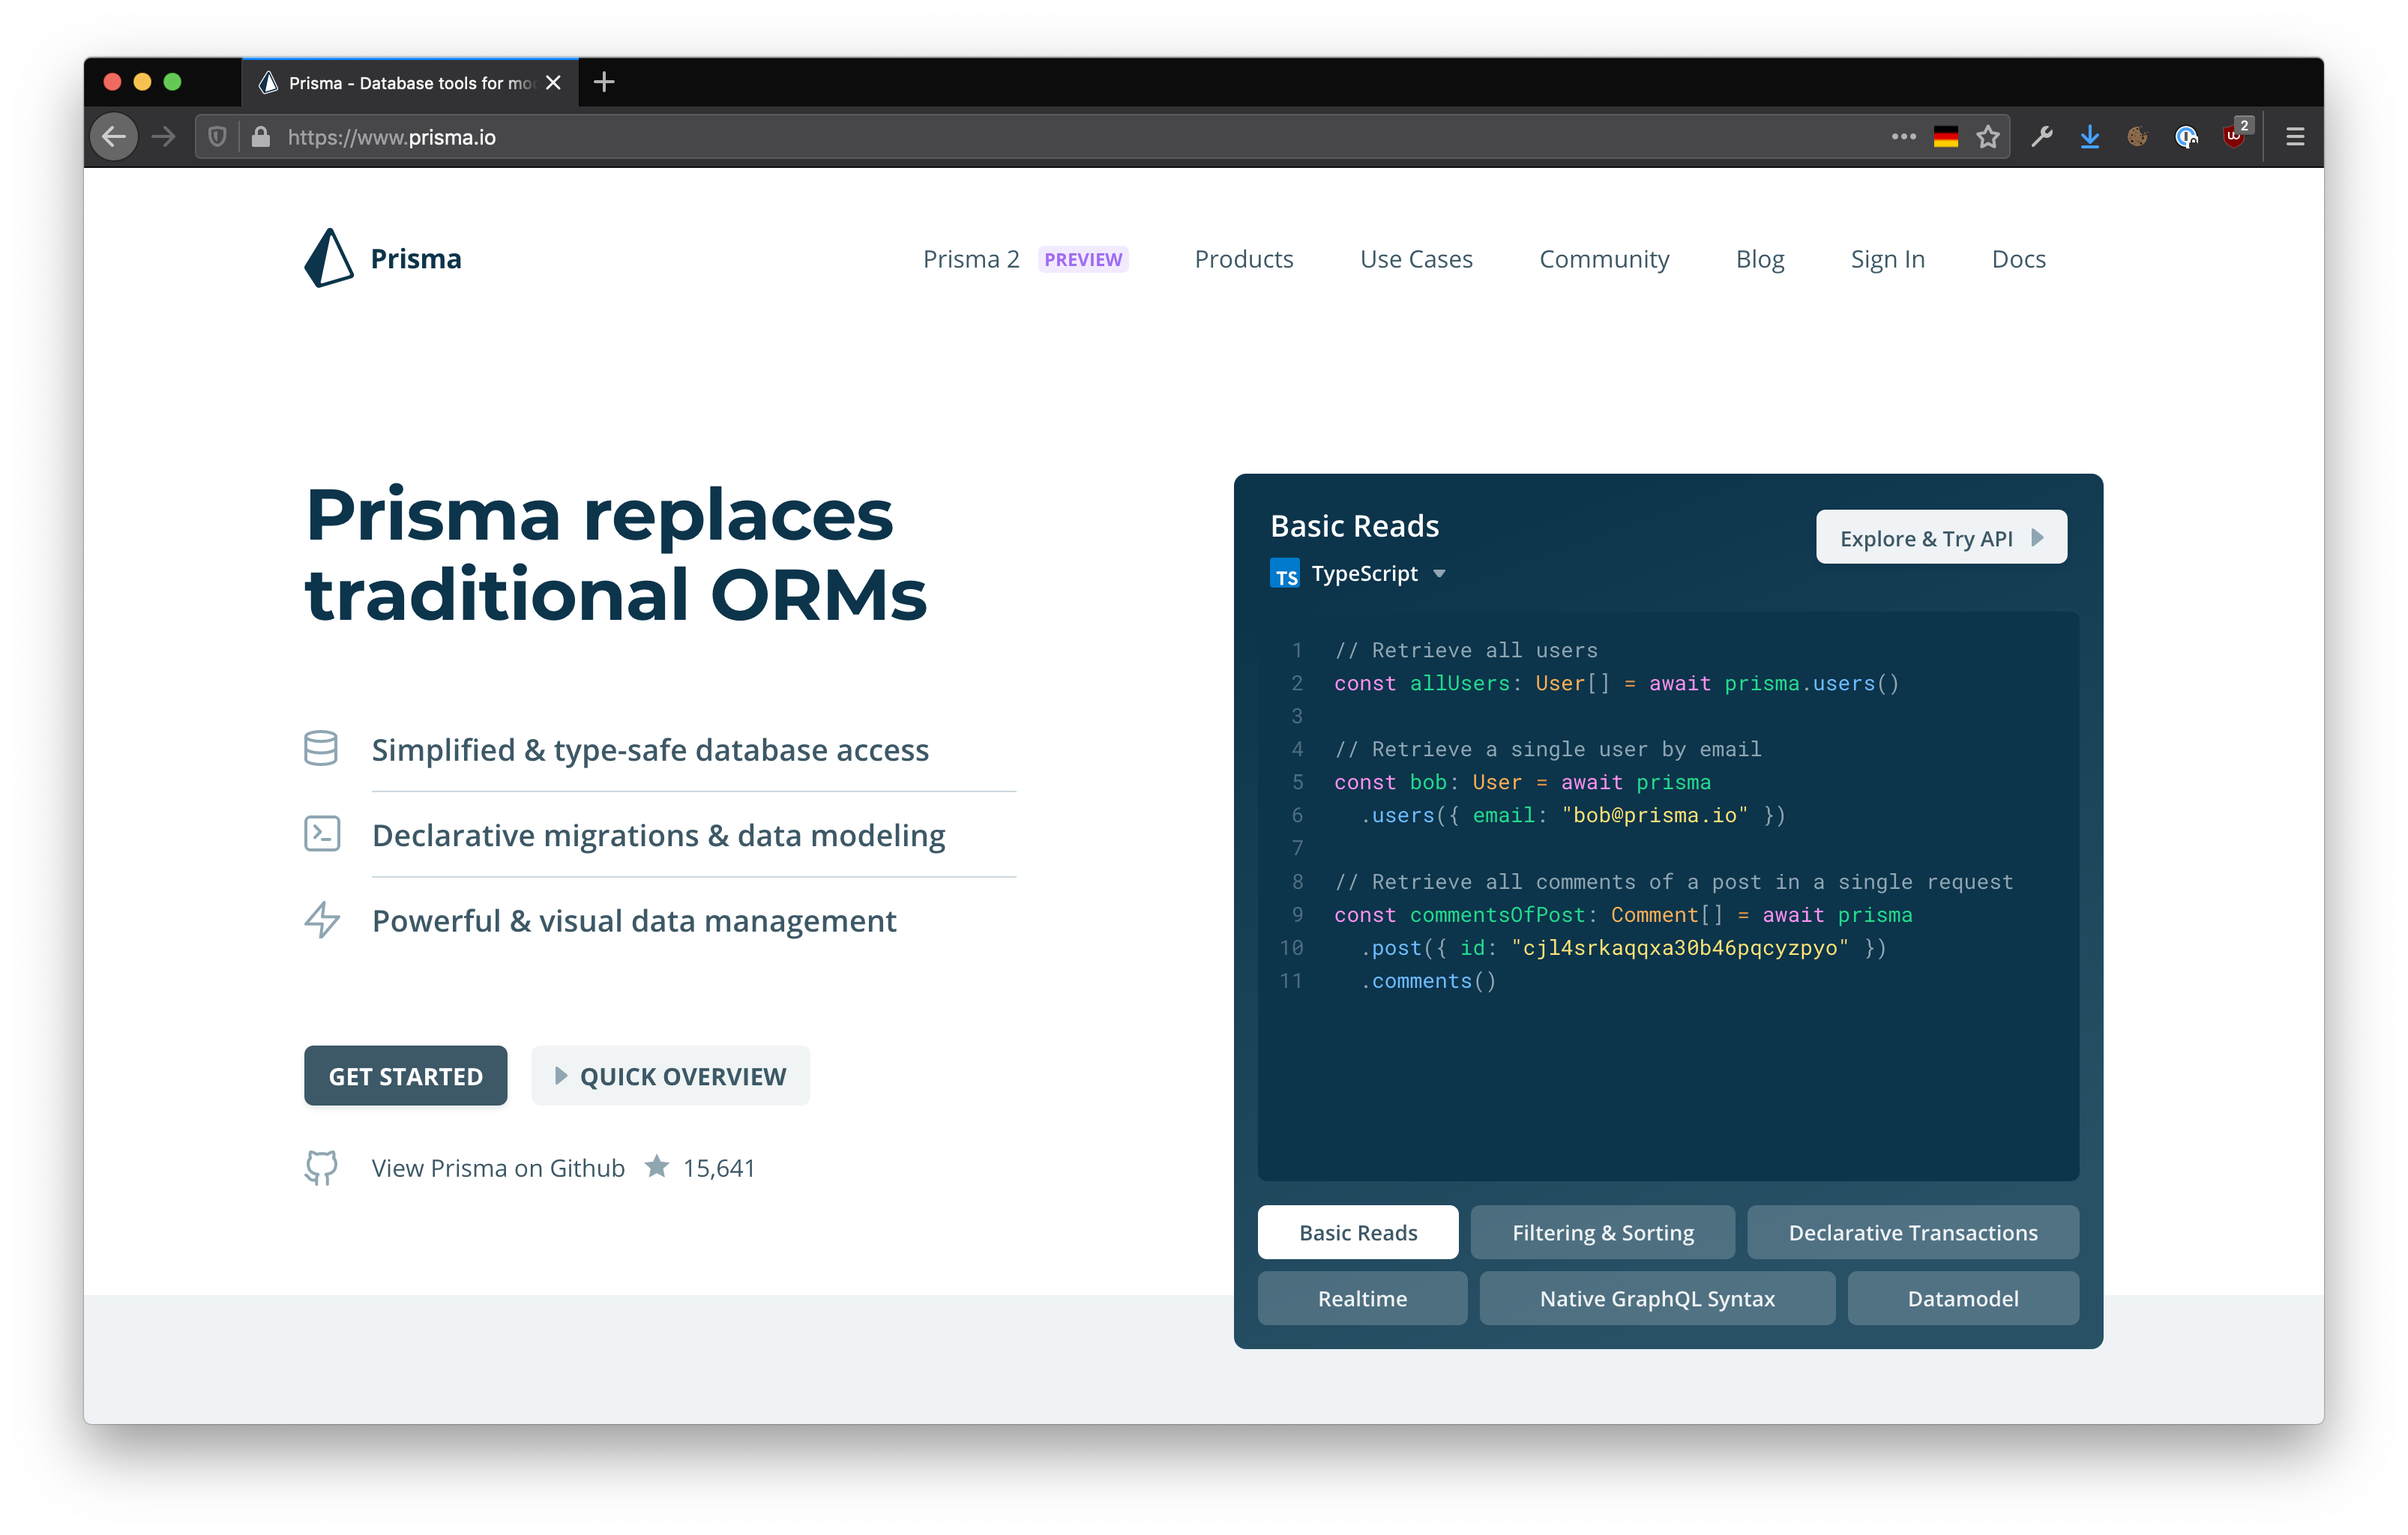 Prisma - Database tools for mo
https://www.prisma.io
2
Prisma
Prisma 2 PREVIEW Products Use Cases Community Blog Sign In Docs
Prisma replaces
traditional ORMs
Simplified & type-safe database access
Declarative migrations & data modeling
Powerful & visual data management
GET STARTED
QUICK OVERVIEW
View Prisma on Github 15,641
Basic Reads
Explore & Try API
TS TypeScript
1 // Retrieve all users
2 const allUsers: User[] = await prisma.users()
3
4 // Retrieve a single user by email
5 const bob: User = await prisma
6 .users({ email: "bob@prisma.io" })
7
8 // Retrieve all comments of a post in a single request
9 const commentsOfPost: Comment[] = await prisma
10 .post({ id: "cjl4srkaqqxa30b46pqcyzpyo" })
11 .comments()
Basic Reads Filtering & Sorting Declarative Transactions
Realtime Native GraphQL Syntax Datamodel